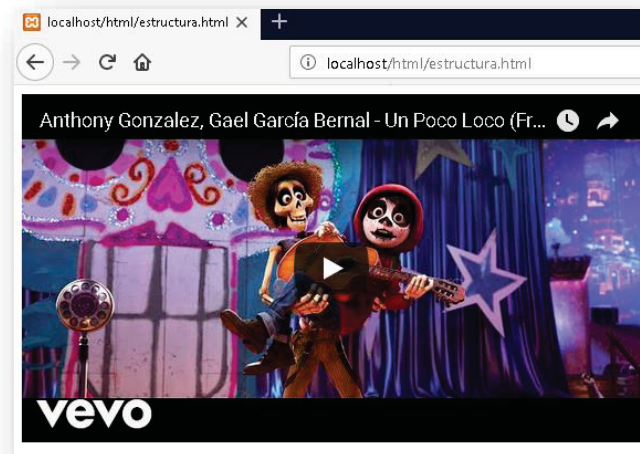 localhost/html/estructura.html
localhost/html/estructura.html
Anthony Gonzalez, Gael García Bernal - Un Poco Loco (Fr...
vevo